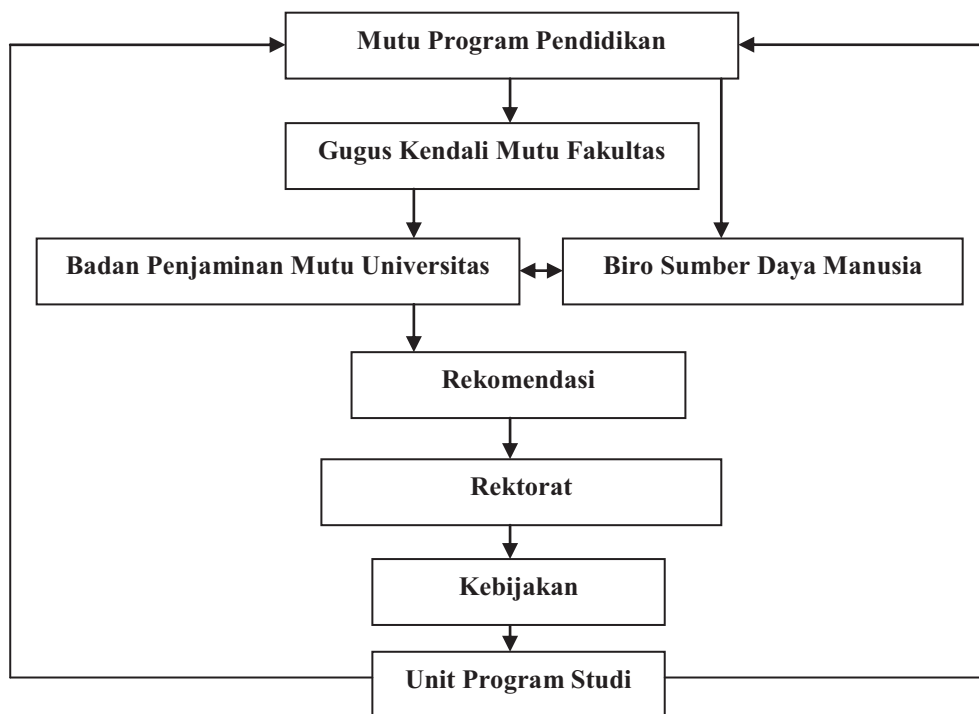 Mutu Program Pendidikan
Gugus Kendali Mutu Fakultas
Badan Penjaminan Mutu Universitas
Biro Sumber Daya Manusia
Rekomendasi
Rektorat
Kebijakan
Unit Program Studi